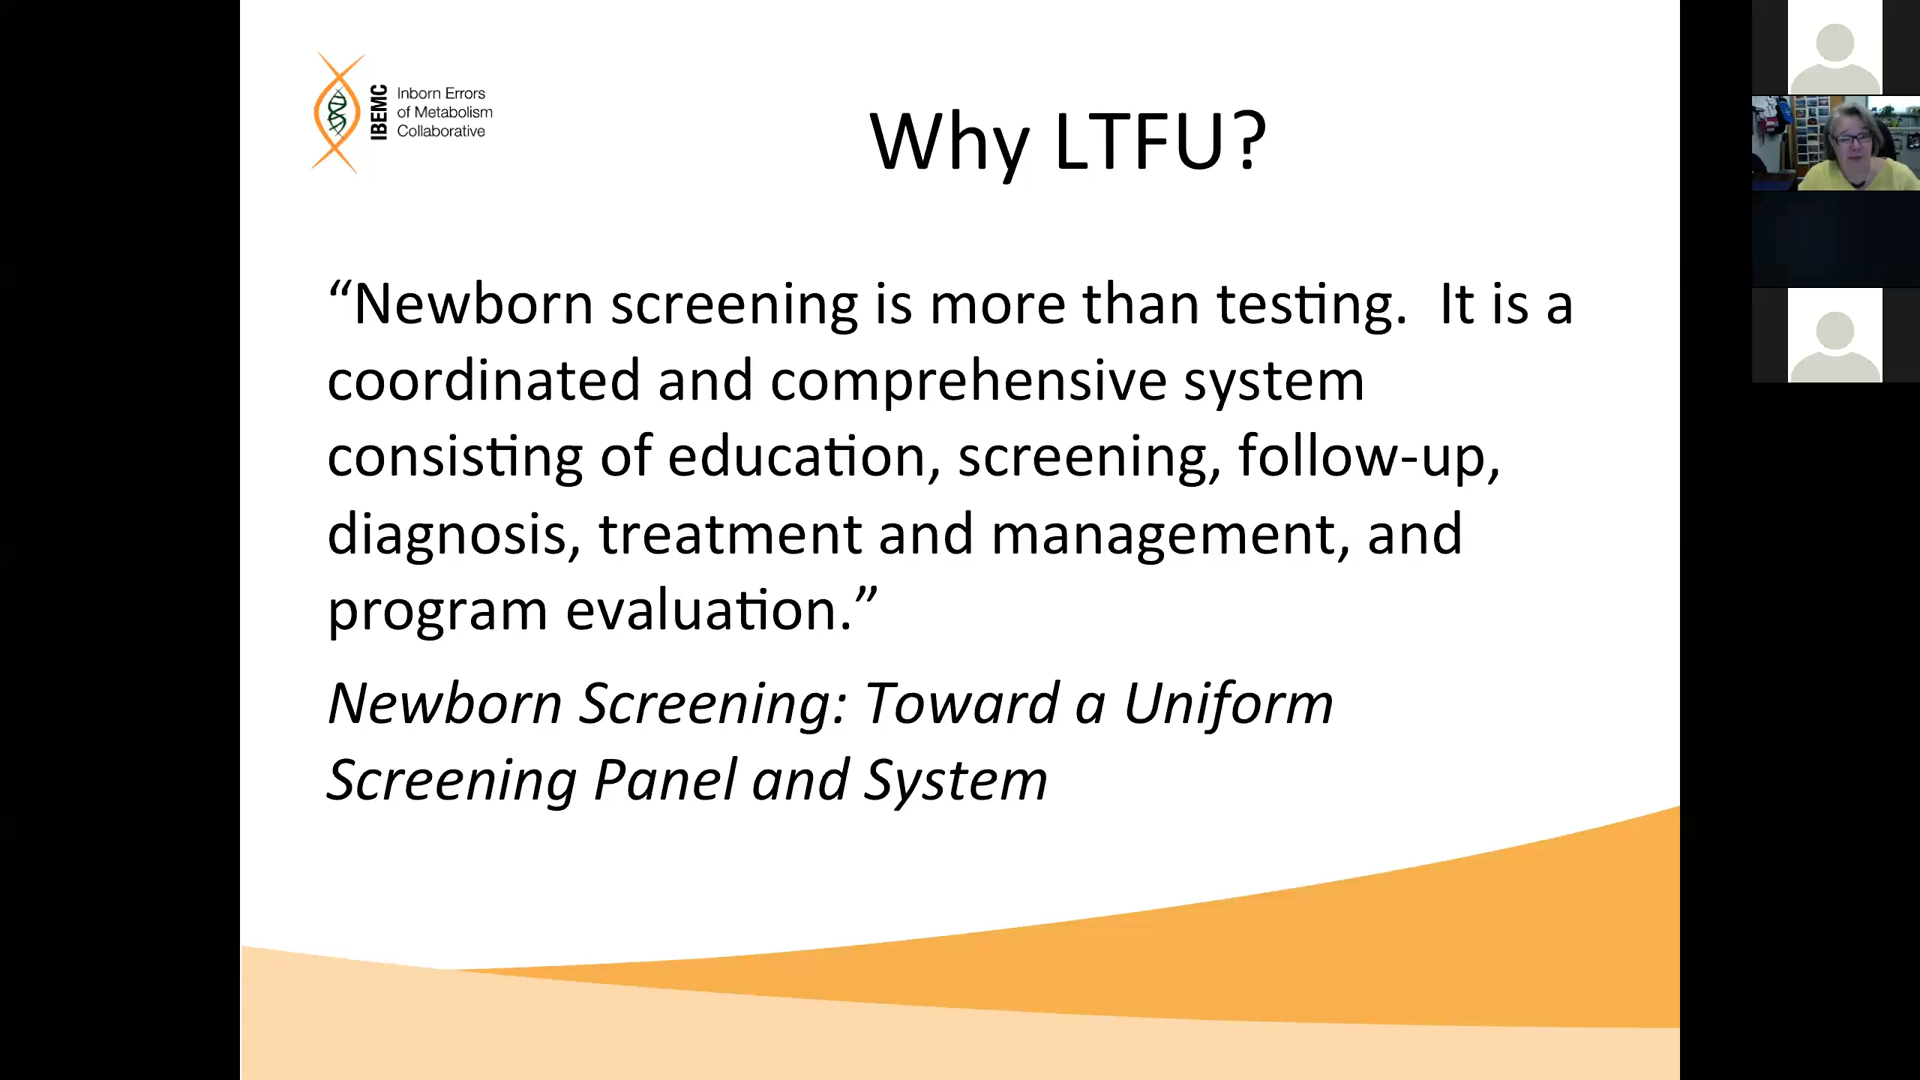 IBEMC
Inborn Errors
of Metabolism
Collaborative
Why LTFU?
“Newborn screening is more than testing.  It is a
coordinated and comprehensive system
consisting of education, screening, follow-up,
diagnosis, treatment and management, and
program evaluation.”
Newborn Screening: Toward a Uniform
Screening Panel and System